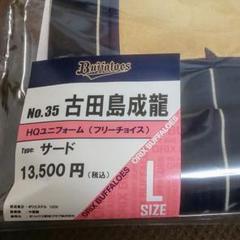 Buffaloes
No.35 古田島成龍
HQユニフォーム(フリーチョイス)
Type: サード
13,500円(税込)
L
SIZE
ORIX BUFFALOES
ORIX BUFFALOES